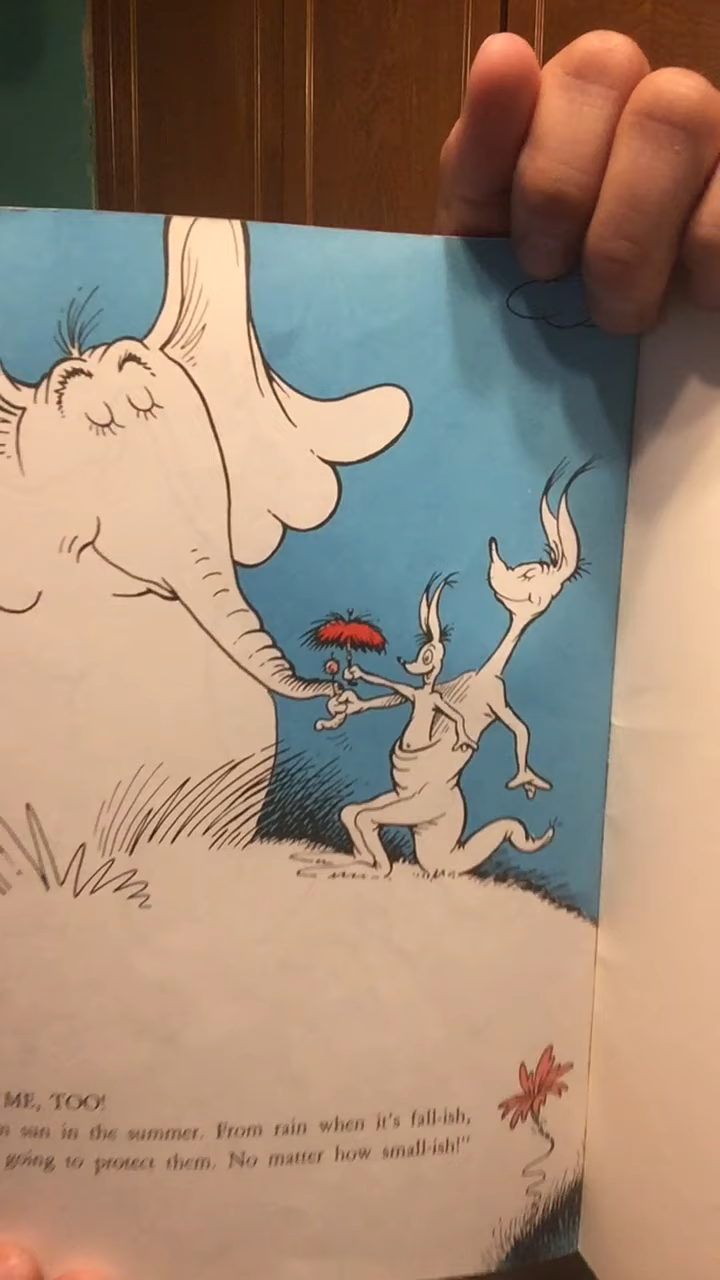 ME, TOO!
sun in the summer. From rain when it's fall-ish,
going to protect them. No matter how small-ish!"